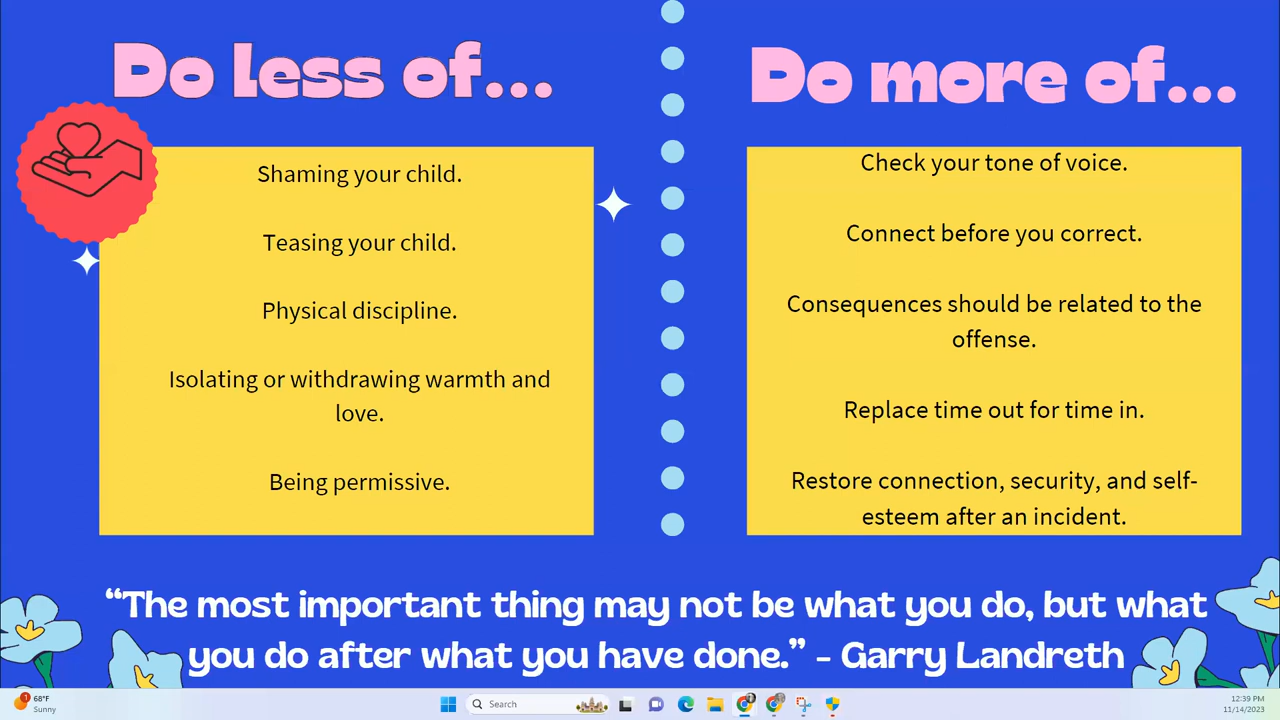 Do less of...
Shaming your child.
Teasing your child.
Physical discipline.
Isolating or withdrawing warmth and
love.
Being permissive.
Do more of...
Check your tone of voice.
Connect before you correct.
Consequences should be related to the
offense.
Replace time out for time in.
Restore connection, security, and self-
esteem after an incident.
“The most important thing may not be what you do, but what
you do after what you have done.” - Garry Landreth
1
68°F
Sunny
Search
12:39 PM
11/14/2023